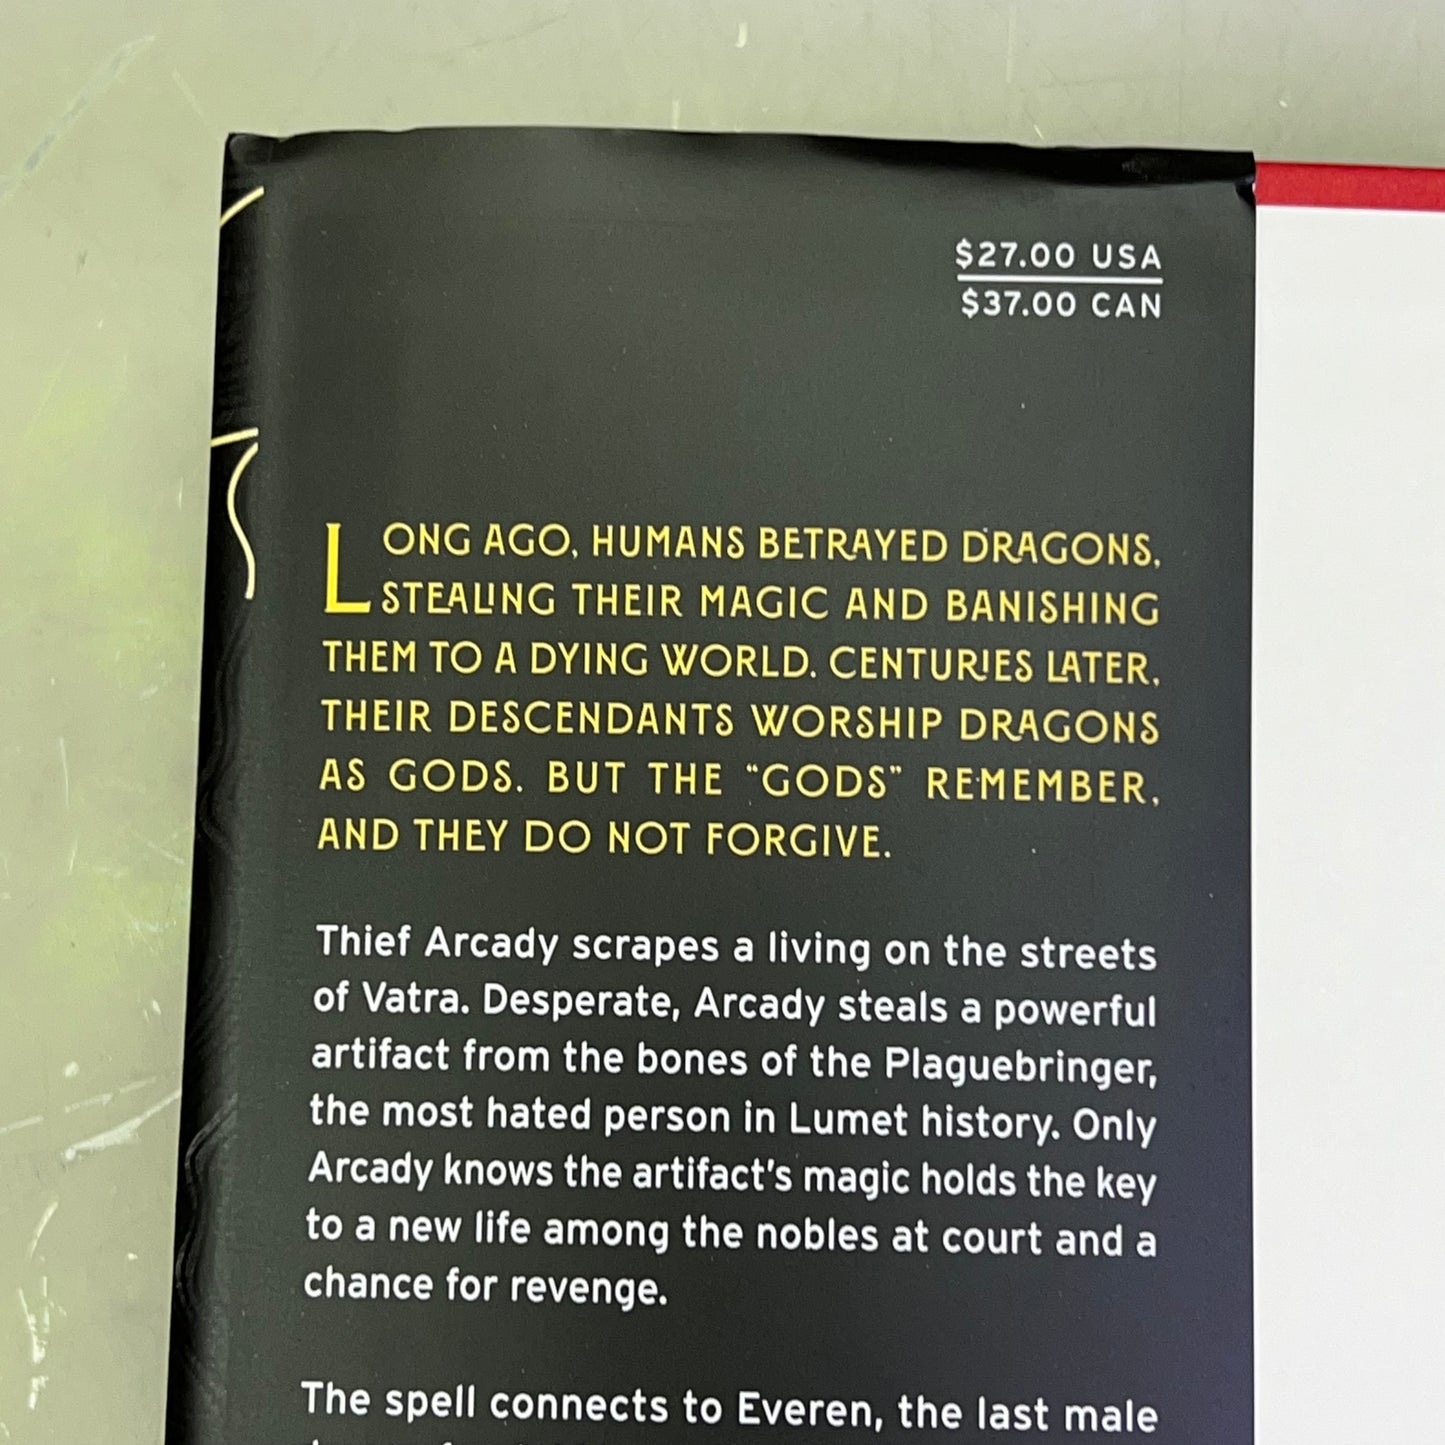 $27.00 USA
$37.00 CAN
LONG AGO, HUMANS BETRAYED DRAGONS,
STEALING THEIR MAGIC AND BANISHING
THEM TO A DYING WORLD. CENTURIES LATER,
THEIR DESCENDANTS WORSHIP DRAGONS
AS GODS. BUT THE “GODS” REMEMBER,
AND THEY DO NOT FORGIVE.
Thief Arcady scrapes a living on the streets
of Vatra. Desperate, Arcady steals a powerful
artifact from the bones of the Plaguebringer,
the most hated person in Lumet history. Only
Arcady knows the artifact’s magic holds the key
to a new life among the nobles at court and a
chance for revenge.
The spell connects to Everen, the last male